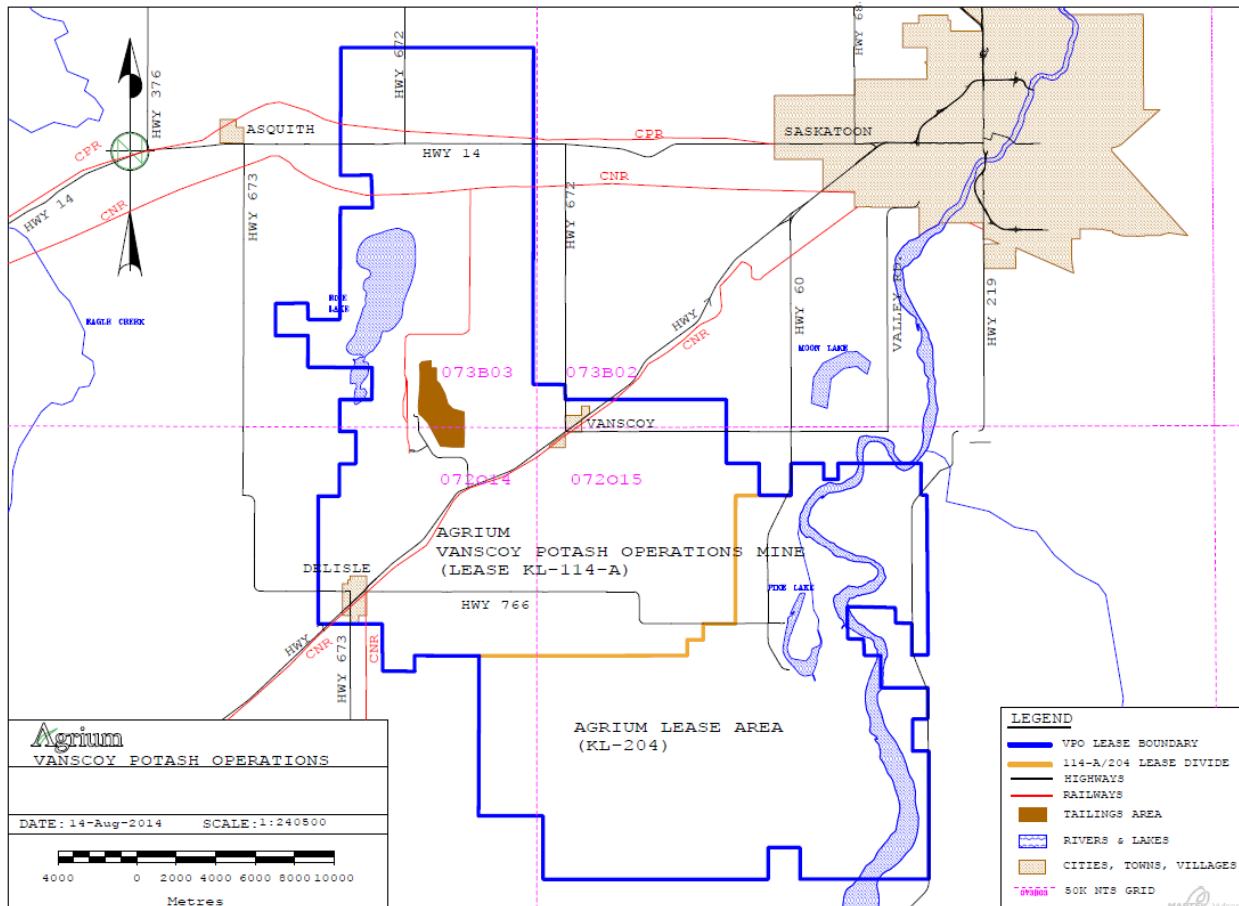 HWY 376
HWY 672
HWY 68
ASQUITH
CPR
CPR
SASKATOON
HWY 14
CNR
HWY 14
CNR
HWY 673
HWY 672
RICE
LAKE
EAGLE CREEK
HWY 7
CNR
HWY 60
VALLEY RD.
HWY 219
MOON LAKE
073B03
073B02
VANSCOY
072O14
072O15
AGRIUM
VANSCOY POTASH OPERATIONS MINE
(LEASE KL-114-A)
DELISLE
HWY 766
PIKE LAKE
HWY
CNR
HWY 673
CNR
AGRIUM LEASE AREA
(KL-204)
Agrium
VANSCOY POTASH OPERATIONS
DATE: 14-Aug-2014 SCALE: 1:240500
4000 0 2000 4000 6000 8000 10000
Metres
LEGEND
VPO LEASE BOUNDARY
114-A/204 LEASE DIVIDE
HIGHWAYS
RAILWAYS
TAILINGS AREA
RIVERS & LAKES
CITIES, TOWNS, VILLAGES
073B03 50K NTS GRID